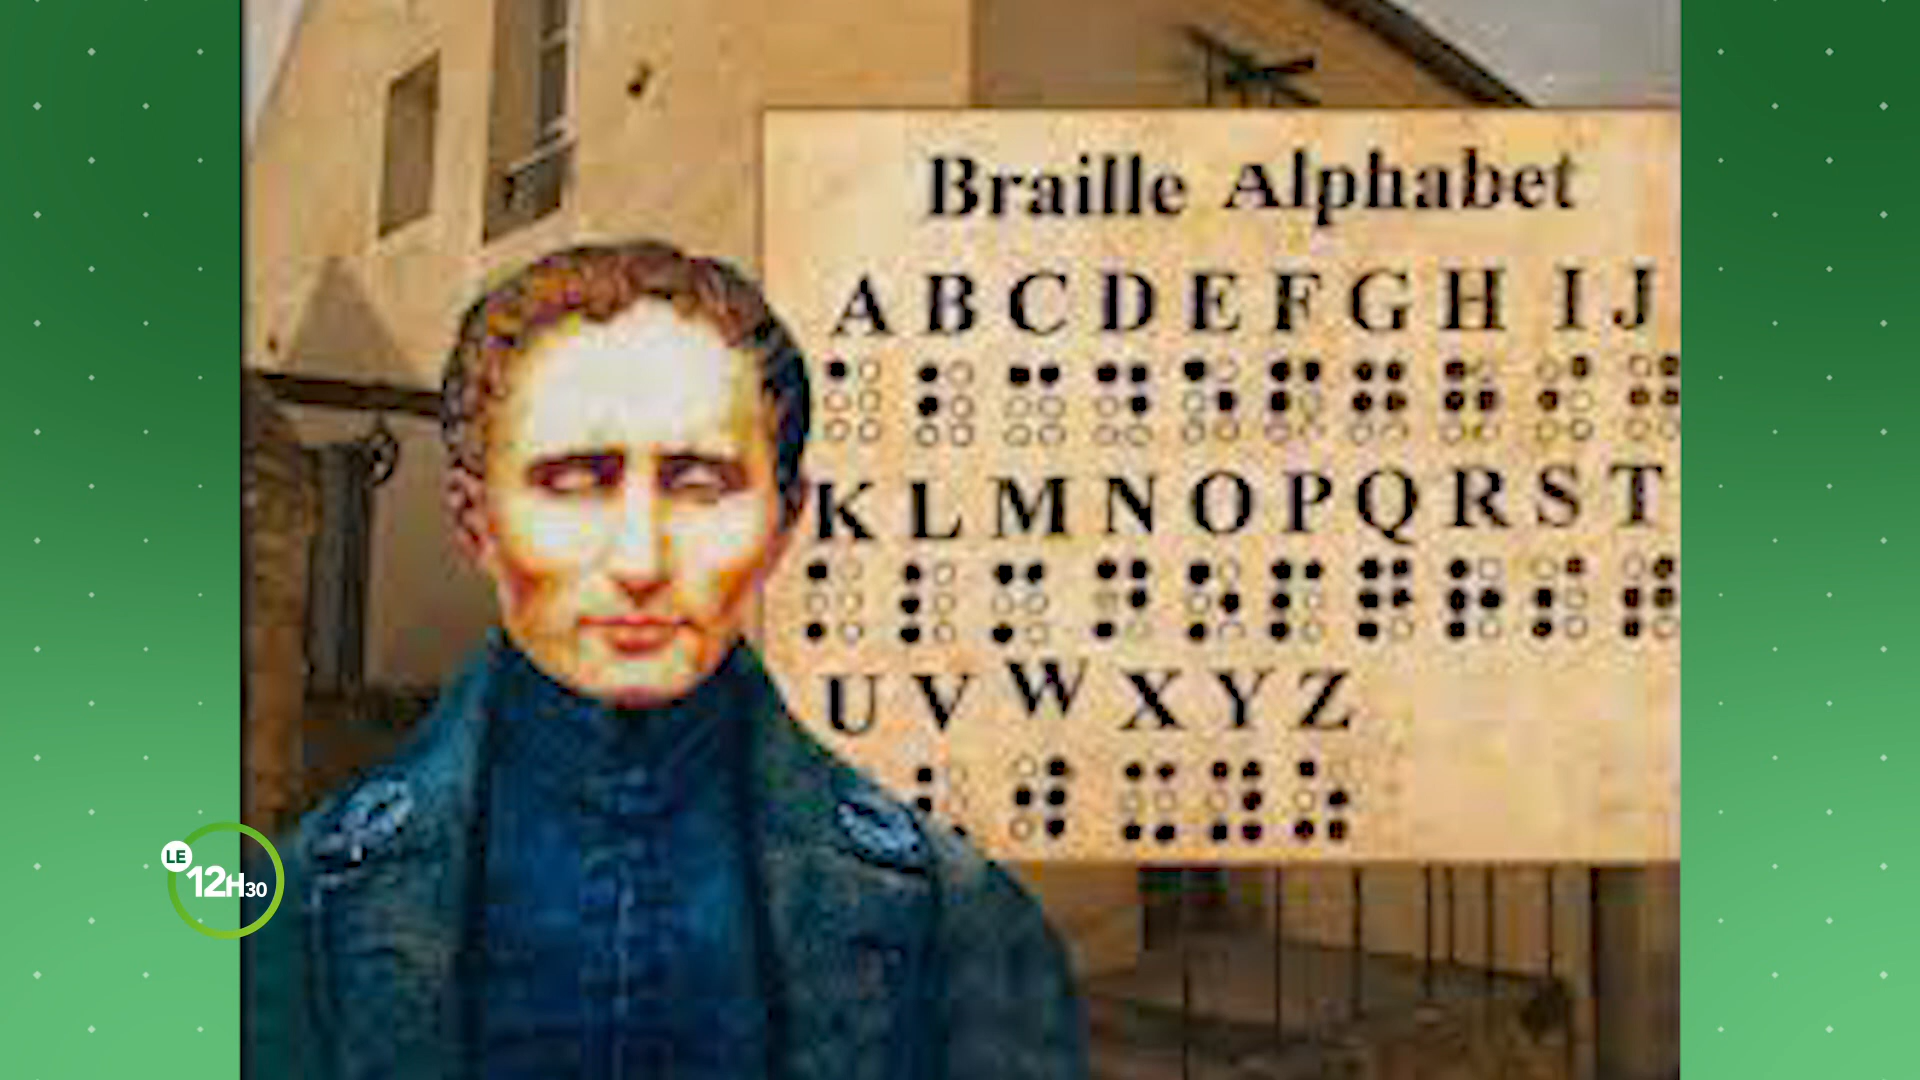 Braille Alphabet
A B C D E F G H I J
K L M N O P Q R S T
U V W X Y Z
LE
12H30